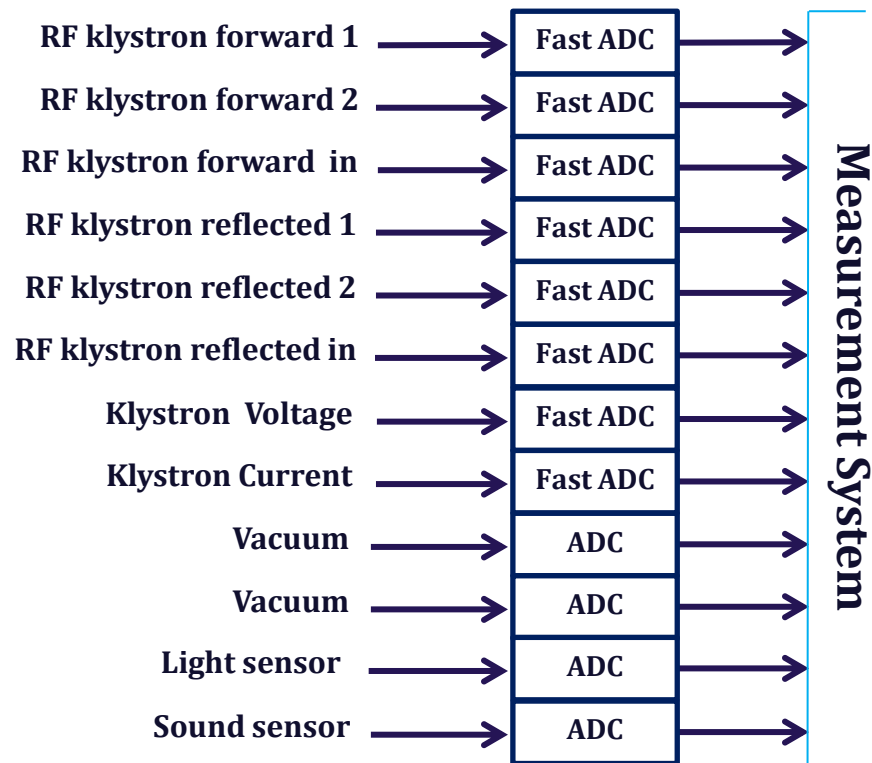 RF klystron forward 1 Fast ADC
RF klystron forward 2 Fast ADC
RF klystron forward in Fast ADC
RF klystron reflected 1 Fast ADC
RF klystron reflected 2 Fast ADC
RF klystron reflected in Fast ADC
Klystron Voltage Fast ADC
Klystron Current Fast ADC
Vacuum ADC
Vacuum ADC
Light sensor ADC
Sound sensor ADC
Measurement System